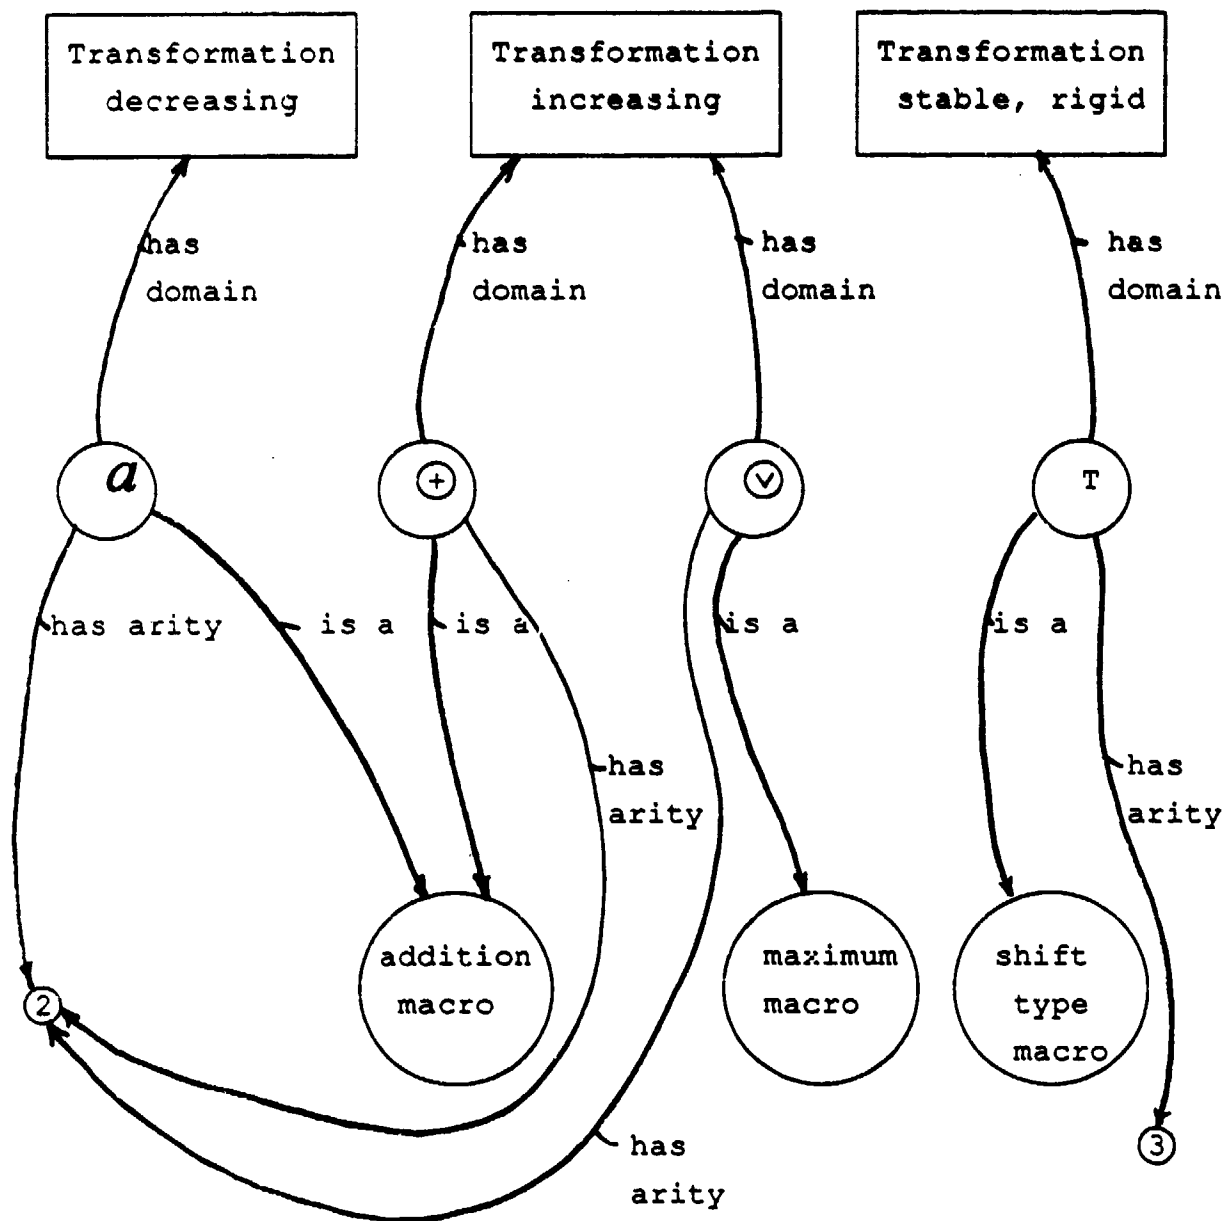 Transformation
decreasing
Transformation
increasing
Transformation
stable, rigid
has
domain
has
domain
has
domain
has
domain
a
+
∨
T
has arity
is a
is a
is a
is a
has
arity
has
arity
addition
macro
maximum
macro
shift
type
macro
2
3
has
arity